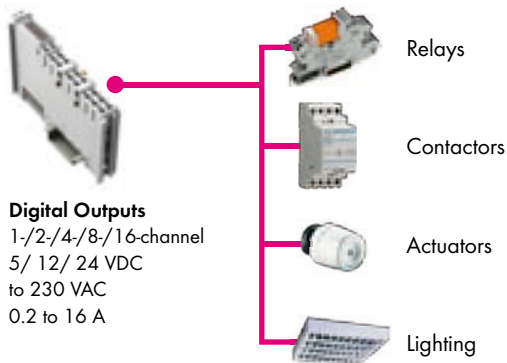 Relays
Contactors
Digital Outputs
1-/2-/4-/8-/16-channel
5/ 12/ 24 VDC
to 230 VAC
0.2 to 16 A
Actuators
Lighting